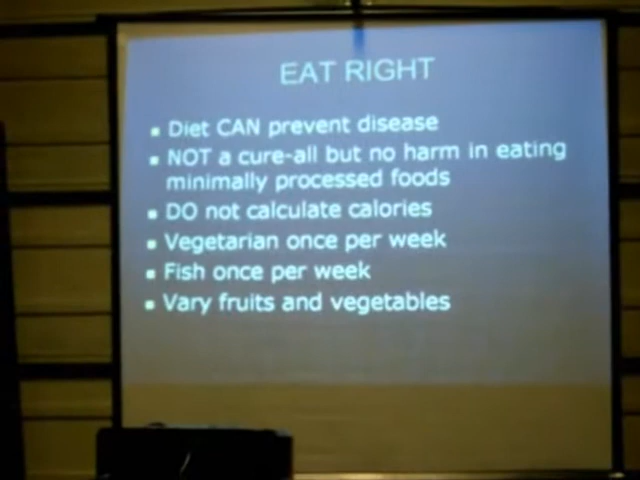 EAT RIGHT
▪ Diet CAN prevent disease
▪ NOT a cure-all but no harm in eating
minimally processed foods
▪ DO not calculate calories
▪ Vegetarian once per week
▪ Fish once per week
▪ Vary fruits and vegetables